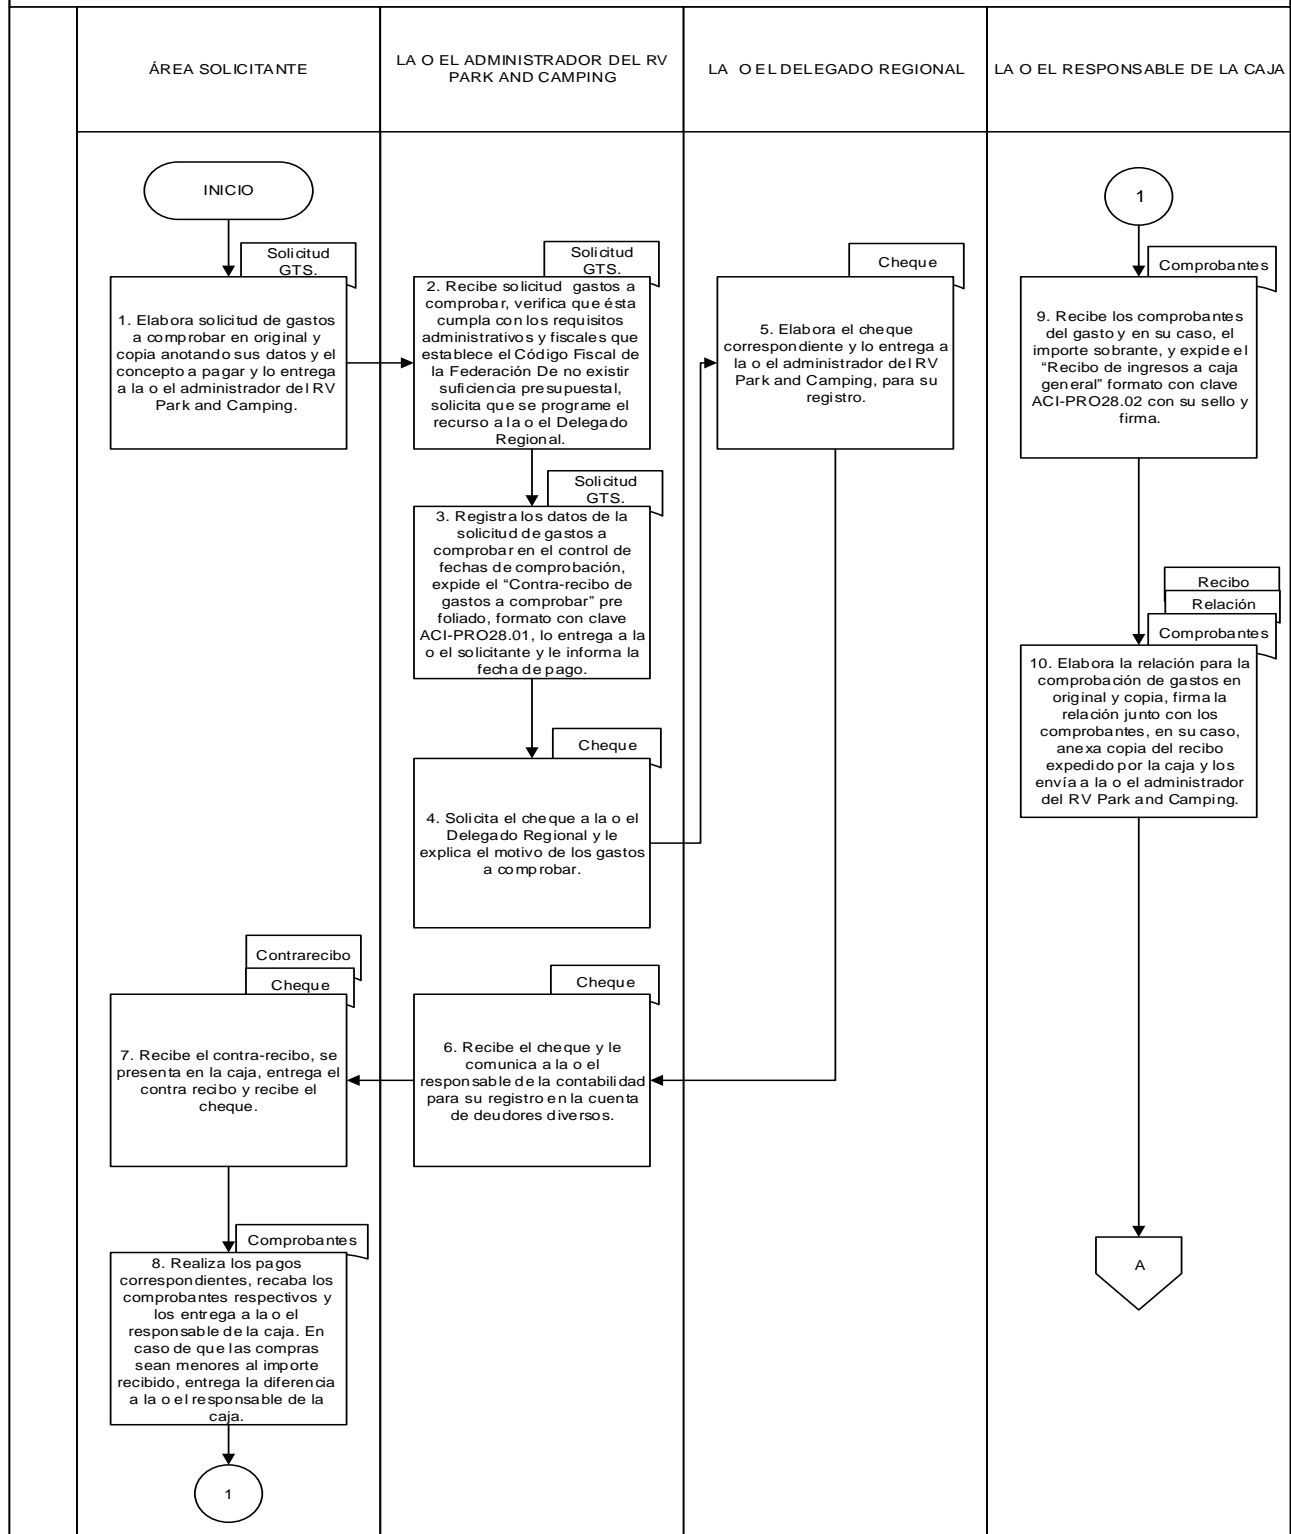 ÁREA SOLICITANTE
LA O EL ADMINISTRADOR DEL RV
PARK AND CAMPING
LA O EL DELEGADO REGIONAL
LA O EL RESPONSABLE DE LA CAJA
INICIO
Solicitud
GTS.
1. Elabora solicitud de gastos
a comprobar en original y
copia anotando sus datos y el
concepto a pagar y lo entrega
a la o el administrador del RV
Park and Camping.
Solicitud
GTS.
2. Recibe solicitud gastos a
comprobar, verifica que ésta
cumpla con los requisitos
administrativos y fiscales que
establece el Código Fiscal de
la Federación De no existir
suficiencia presupuestal,
solicita que se programe el
recurso a la o el Delegado
Regional.
Solicitud
GTS.
3. Registra los datos de la
solicitud de gastos a
comprobar en el control de
fechas de comprobación,
expide el “Contra-recibo de
gastos a comprobar” pre
foliado, formato con clave
ACI-PRO28.01, lo entrega a la
o el solicitante y le informa la
fecha de pago.
Cheque
4. Solicita el cheque a la o el
Delegado Regional y le
explica el motivo de los gastos
a comprobar.
Cheque
5. Elabora el cheque
correspondiente y lo entrega a
la o el administrador del RV
Park and Camping, para su
registro.
Cheque
6. Recibe el cheque y le
comunica a la o el
responsable de la contabilidad
para su registro en la cuenta
de deudores diversos.
Contrarecibo
Cheque
7. Recibe el contra-recibo, se
presenta en la caja, entrega el
contra recibo y recibe el
cheque.
Comprobantes
8. Realiza los pagos
correspondientes, recaba los
comprobantes respectivos y
los entrega a la o el
responsable de la caja. En
caso de que las compras
sean menores al importe
recibido, entrega la diferencia
a la o el responsable de la
caja.
1
1
Comprobantes
9. Recibe los comprobantes
del gasto y en su caso, el
importe sobrante, y expide el
“Recibo de ingresos a caja
general” formato con clave
ACI-PRO28.02 con su sello y
firma.
Recibo
Relación
Comprobantes
10. Elabora la relación para la
comprobación de gastos en
original y copia, firma la
relación junto con los
comprobantes, en su caso,
anexa copia del recibo
expedido por la caja y los
envía a la o el administrador
del RV Park and Camping.
A